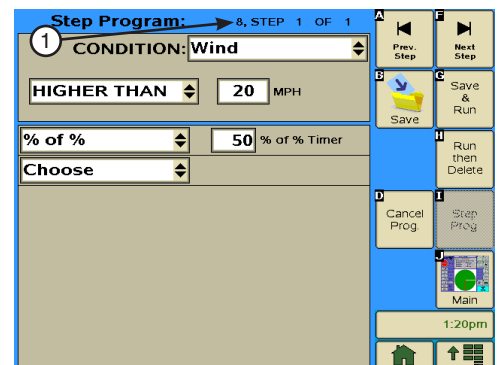 Step Program: 8, STEP 1 OF 1
1
CONDITION: Wind
HIGHER THAN 20 MPH
% of % 50 % of % Timer
Choose
A
Prev.
Step
F
Next
Step
B
Save
G
Save
&
Run
H
Run
then
Delete
D
Cancel
Prog.
I
Step
Prog
J
Main
1:20pm